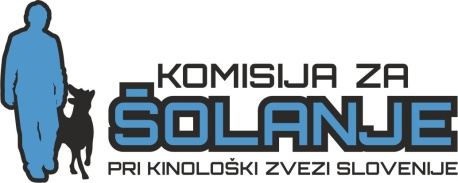 KOMISIJA ZA
ŠOLANJE
PRI KINOLOŠKI ZVEZI SLOVENIJE